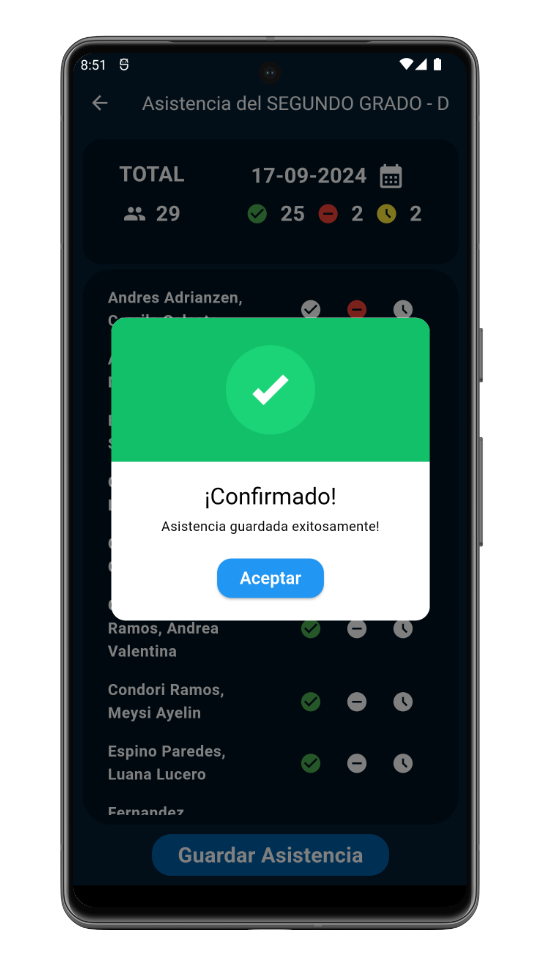 8:51
Asistencia del SEGUNDO GRADO - D
TOTAL
17-09-2024
29
25
2
2
Andres Adrianzen,
¡Confirmado!
Asistencia guardada exitosamente!
Aceptar
Ramos, Andrea
Valentina
Condori Ramos,
Meysi Ayelin
Espino Paredes,
Luana Lucero
Fernandez
Guardar Asistencia